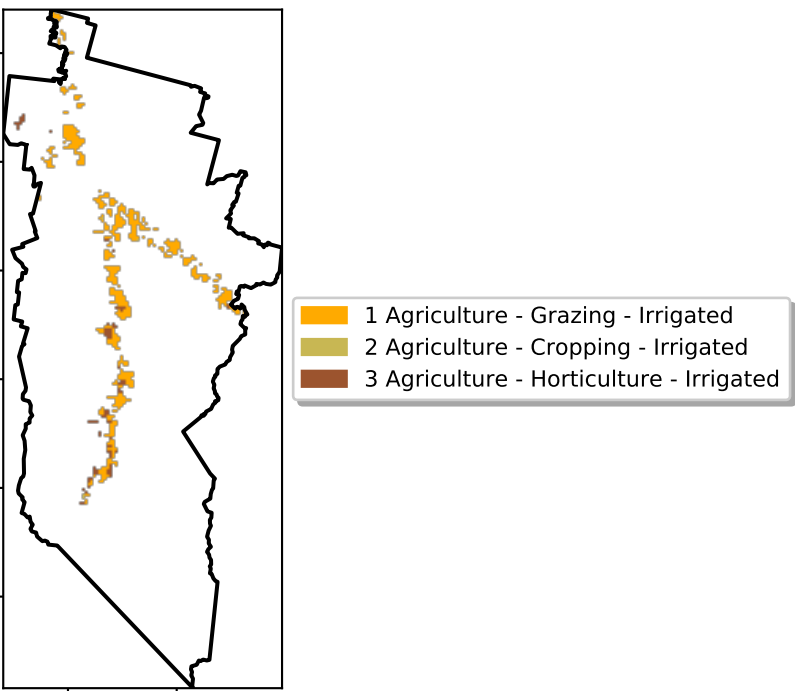 1 Agriculture - Grazing - Irrigated
2 Agriculture - Cropping - Irrigated
3 Agriculture - Horticulture - Irrigated